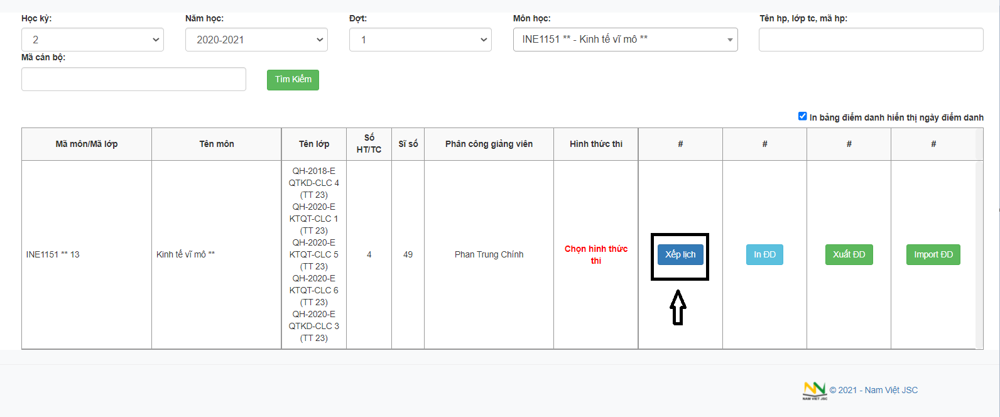 Học kỳ: Năm học: Đợt: Môn học: Tên hp, lớp tc, mã hp:
2 2020-2021 1 INE1151 ** - Kinh tế vĩ mô **
Mã cán bộ:
Tìm Kiếm
In bảng điểm danh hiển thị ngày điểm danh
Mã môn/Mã lớp Tên môn Tên lớp Số HT/TC Sĩ số Phân công giảng viên Hình thức thi # # # #
INE1151 ** 13
Kinh tế vĩ mô **
QH-2018-E
QTKD-CLC 4
(TT 23)
QH-2020-E
KTQT-CLC 1
(TT 23)
QH-2020-E
KTQT-CLC 5
(TT 23)
QH-2020-E
KTQT-CLC 6
(TT 23)
QH-2020-E
QTKD-CLC 3
(TT 23)
4
49
Phan Trung Chính
Chọn hình thức
thi
Xếp lịch
In ĐD
Xuất ĐD
Import ĐD
NAM VIET JSC
© 2021 - Nam Việt JSC